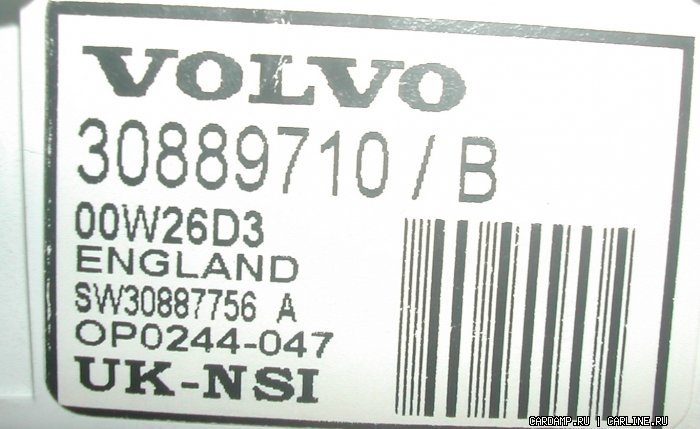 VOLVO
30889710 / B
00W26D3
ENGLAND
SW30887756 A
OP0244-047
UK-NSI
CARDAMP.RU | CARLINE.RU